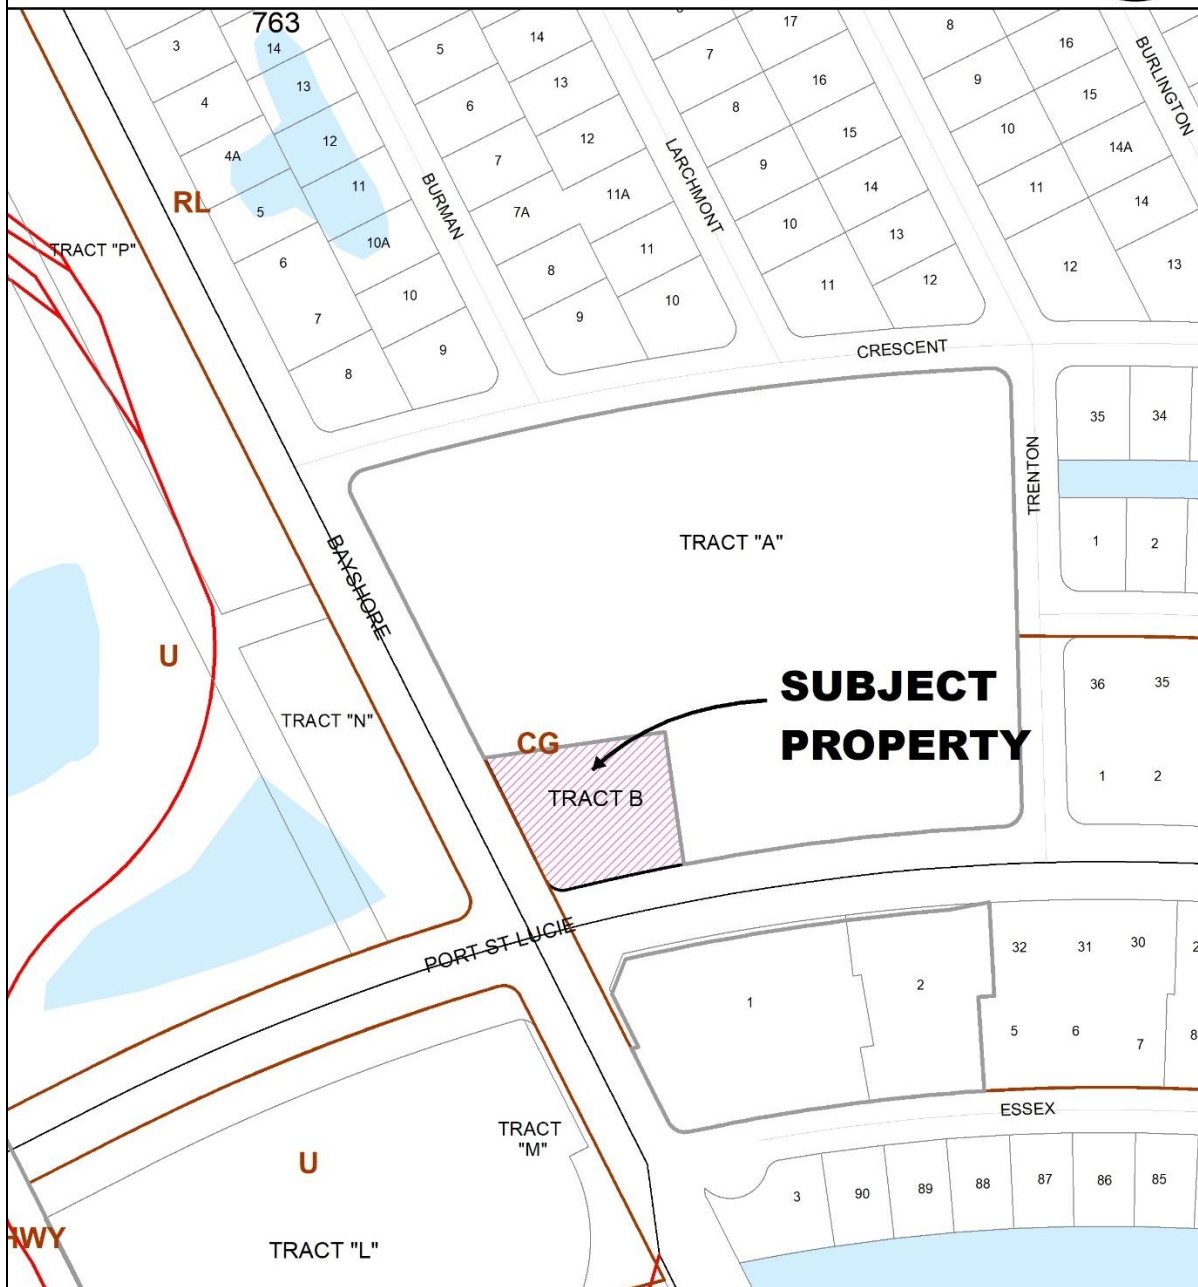 763
3
14
5
14
17
8
16
BURLINGTON
4
13
6
13
7
16
9
15
4A
12
7
12
8
15
10
14A
RL
5
11
BURMAN
7A
11A
LARCHMONT
9
14
11
14
TRACT "P"
6
10A
8
11
10
13
12
13
7
10
9
10
11
12
8
9
CRESCENT
35
34
TRENTON
BAYSHORE
TRACT "A"
1
2
U
TRACT "N"
CG
SUBJECT
PROPERTY
36
35
TRACT B
1
2
PORT ST LUCIE
32
31
30
1
2
5
6
7
8
ESSEX
TRACT
"M"
U
3
90
89
88
87
86
85
HWY
TRACT "L"